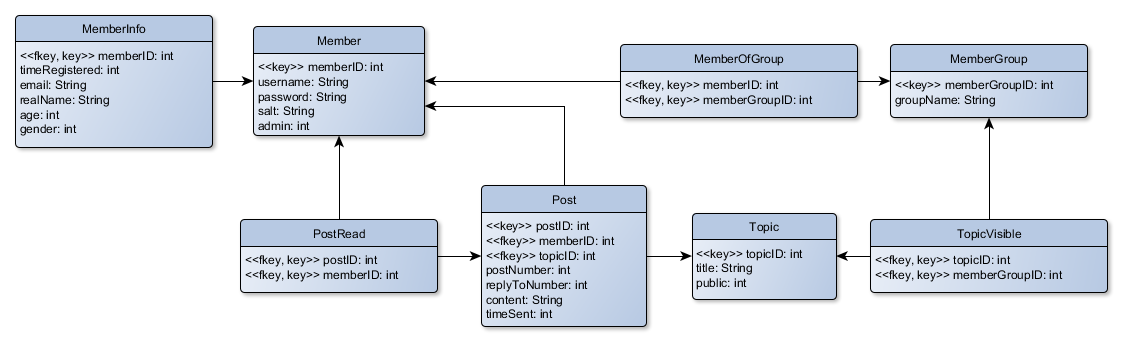 MemberInfo
<<fkey, key>> memberID: int
timeRegistered: int
email: String
realName: String
age: int
gender: int
Member
<<key>> memberID: int
username: String
password: String
salt: String
admin: int
MemberOfGroup
<<fkey, key>> memberID: int
<<fkey, key>> memberGroupID: int
MemberGroup
<<key>> memberGroupID: int
groupName: String
PostRead
<<fkey, key>> postID: int
<<fkey, key>> memberID: int
Post
<<key>> postID: int
<<fkey>> memberID: int
<<fkey>> topicID: int
postNumber: int
replyToNumber: int
content: String
timeSent: int
Topic
<<key>> topicID: int
title: String
public: int
TopicVisible
<<fkey, key>> topicID: int
<<fkey, key>> memberGroupID: int